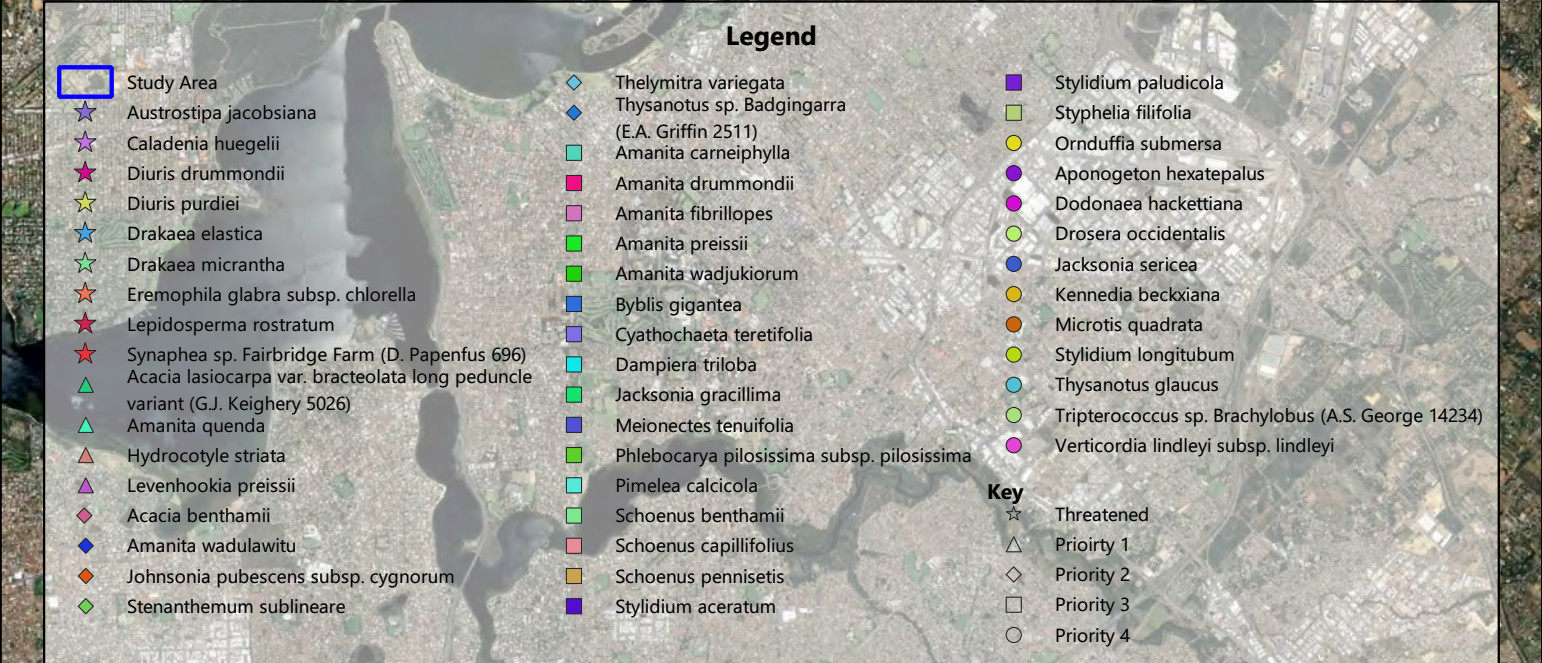 Legend
Study Area
Austrostipa jacobsiana
Caladenia huegelii
Diuris drummondii
Diuris purdiei
Drakaea elastica
Drakaea micrantha
Eremophila glabra subsp. chlorella
Lepidosperma rostratum
Synaphea sp. Fairbridge Farm (D. Papenfus 696)
Acacia lasiocarpa var. bracteolata long peduncle
variant (G.J. Keighery 5026)
Amanita quenda
Hydrocotyle striata
Levenhookia preissii
Acacia benthamii
Amanita wadulawitu
Johnsonia pubescens subsp. cygnorum
Stenanthemum sublineare
Thelymitra variegata
Thysanotus sp. Badgingarra
(E.A. Griffin 2511)
Amanita carneiphylla
Amanita drummondii
Amanita fibrillopes
Amanita preissii
Amanita wadjukiorum
Byblis gigantea
Cyathochaeta teretifolia
Dampiera triloba
Jacksonia gracillima
Meionectes tenuifolia
Phlebocarya pilosissima subsp. pilosissima
Pimelea calcicola
Schoenus benthamii
Schoenus capillifolius
Schoenus pennisetis
Stylidium aceratum
Stylidium paludicola
Styphelia filifolia
Ornduffia submersa
Aponogeton hexatepalus
Dodonaea hackettiana
Drosera occidentalis
Jacksonia sericea
Kennedia beckxiana
Microtis quadrata
Stylidium longitubum
Thysanotus glaucus
Tripterococcus sp. Brachylobus (A.S. George 14234)
Verticordia lindleyi subsp. lindleyi
Key
Threatened
Prioirty 1
Priority 2
Priority 3
Priority 4